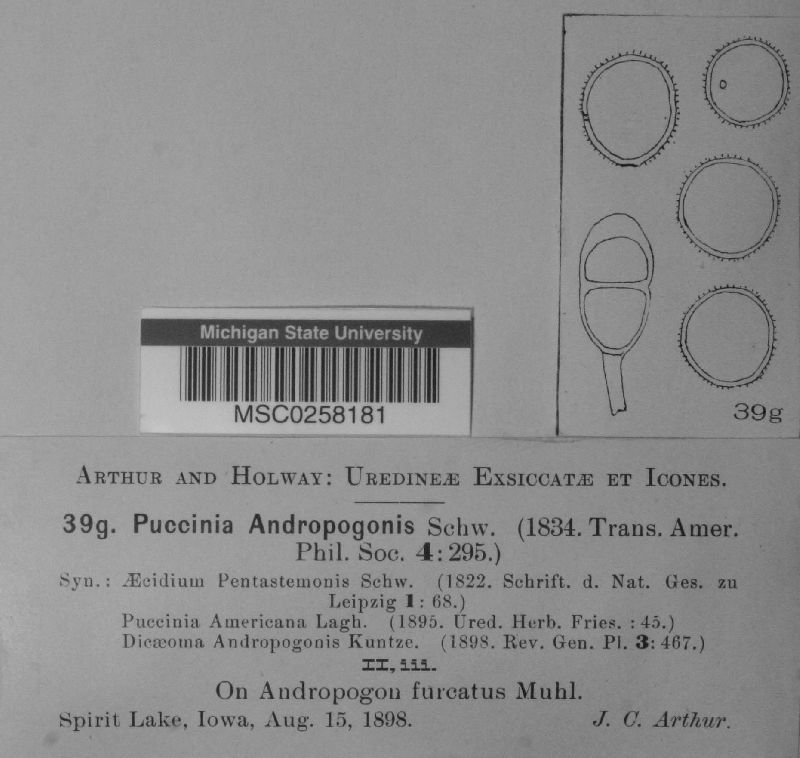 39g
Michigan State University
MSC0258181
ARTHUR AND HOLWAY: UREDINEÆ EXSICCATÆ ET ICONES.
39g. Puccinia Andropogonis Schw. (1834. Trans. Amer.
Phil. Soc. 4: 295.)
Syn.: Æcidium Pentastemonis Schw. (1822. Schrift. d. Nat. Ges. zu
Leipzig 1: 68.)
Puccinia Americana Lagh. (1895. Ured. Herb. Fries. : 45.)
Dicæoma Andropogonis Kuntze. (1898. Rev. Gen. Pl. 3: 467.)
II, iii.
On Andropogon furcatus Muhl.
Spirit Lake, Iowa, Aug. 15, 1898. J. C. Arthur.